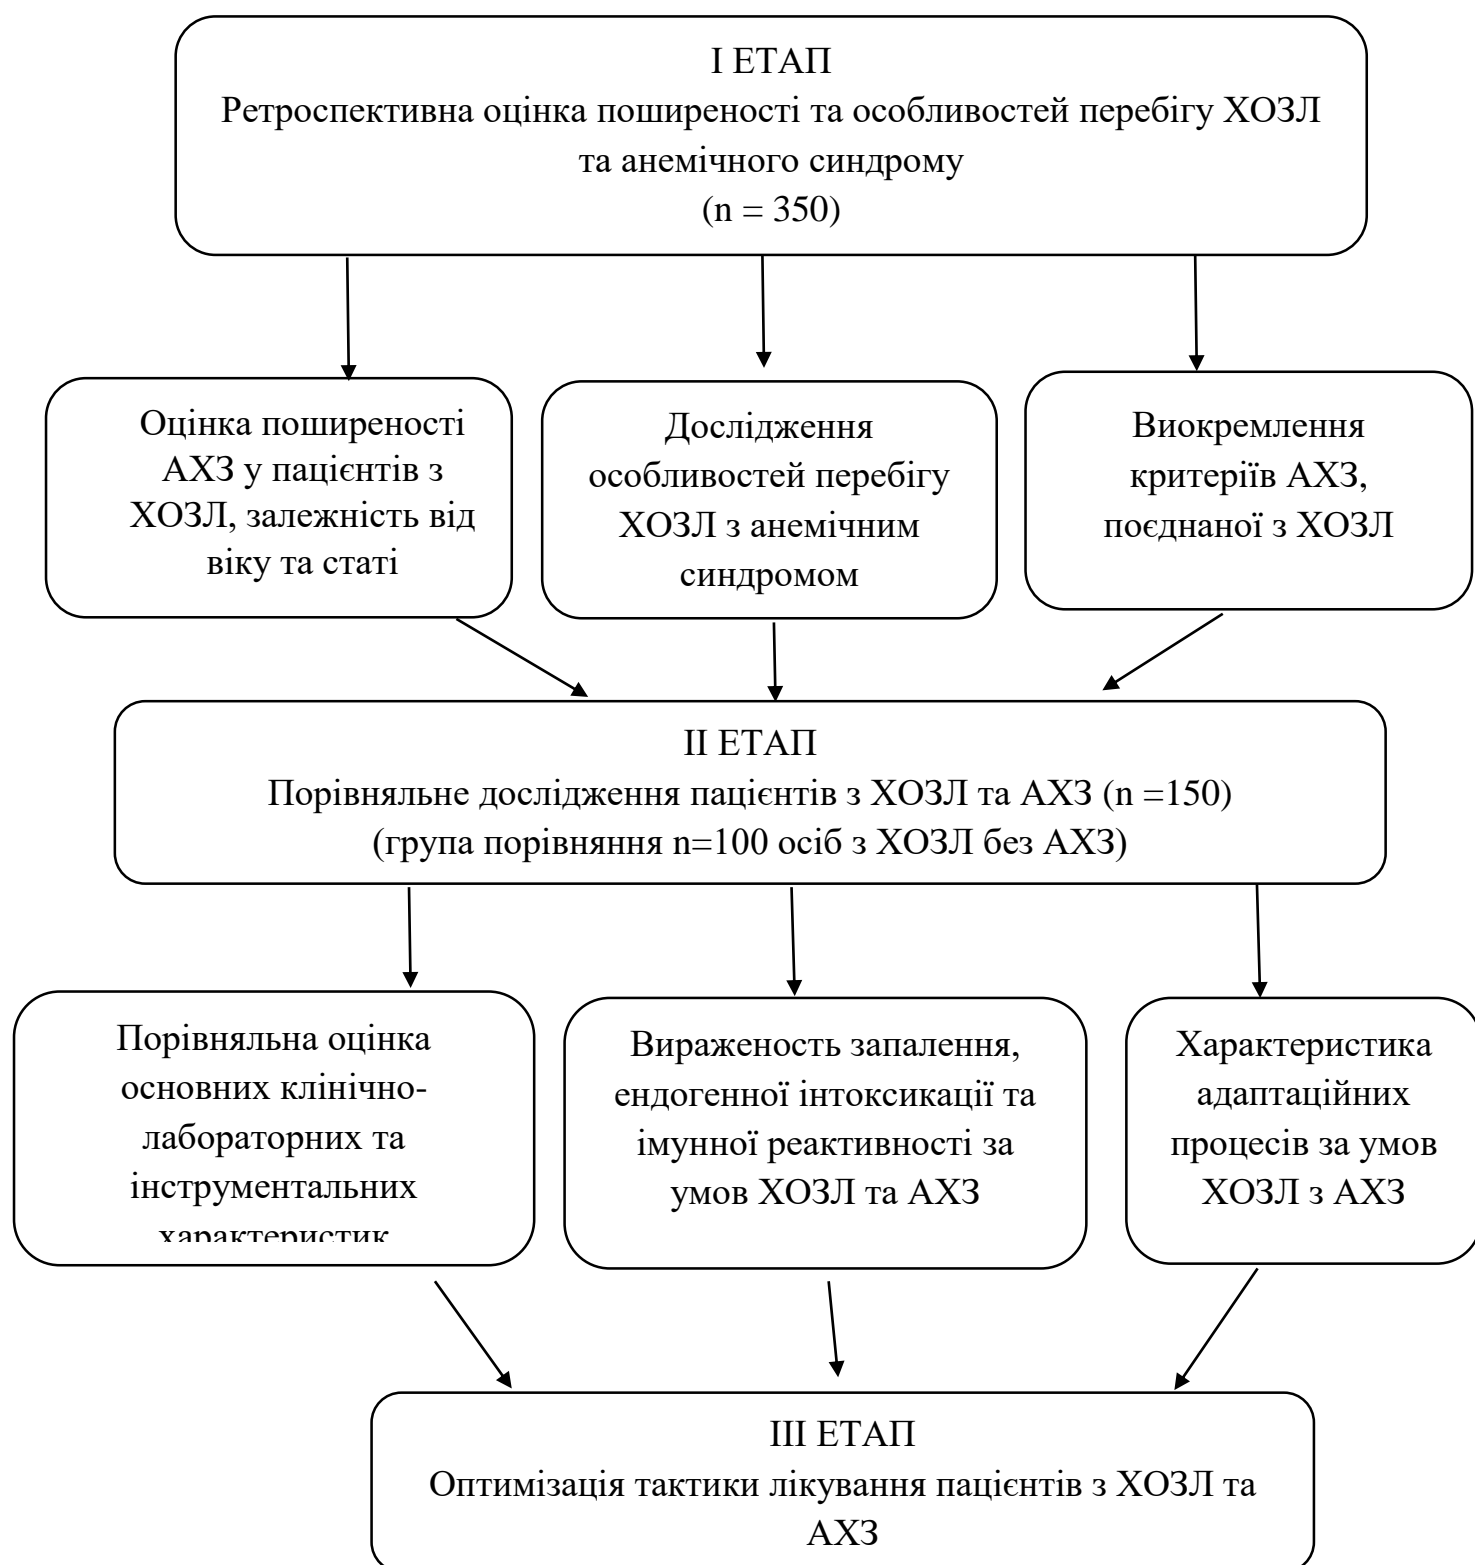 І ЕТАП
Ретроспективна оцінка поширеності та особливостей перебігу ХОЗЛ
та анемічного синдрому
(n = 350)
Оцінка поширеності
АХЗ у пацієнтів з
ХОЗЛ, залежність від
віку та статі
Дослідження
особливостей перебігу
ХОЗЛ з анемічним
синдромом
Виокремлення
критеріїв АХЗ,
поєднаної з ХОЗЛ
ІІ ЕТАП
Порівняльне дослідження пацієнтів з ХОЗЛ та АХЗ (n =150)
(група порівняння n=100 осіб з ХОЗЛ без АХЗ)
Порівняльна оцінка
основних клінічно-
лабораторних та
інструментальних
характеристик
Вираженость запалення,
ендогенної інтоксикації та
імунної реактивності за
умов ХОЗЛ та АХЗ
Характеристика
адаптаційних
процесів за умов
ХОЗЛ з АХЗ
ІІІ ЕТАП
Оптимізація тактики лікування пацієнтів з ХОЗЛ та
АХЗ